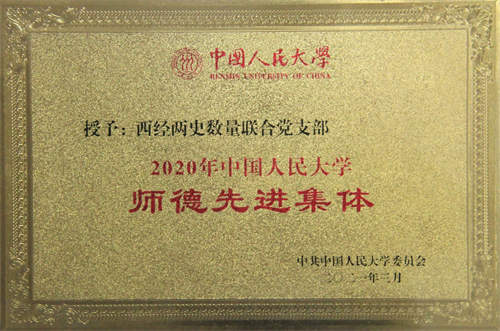 中国人民大学
RENMIN UNIVERSITY OF CHINA
授予：西经两史数量联合党支部
2020年中国人民大学
师德先进集体
中共中国人民大学委员会
二〇二一年三月